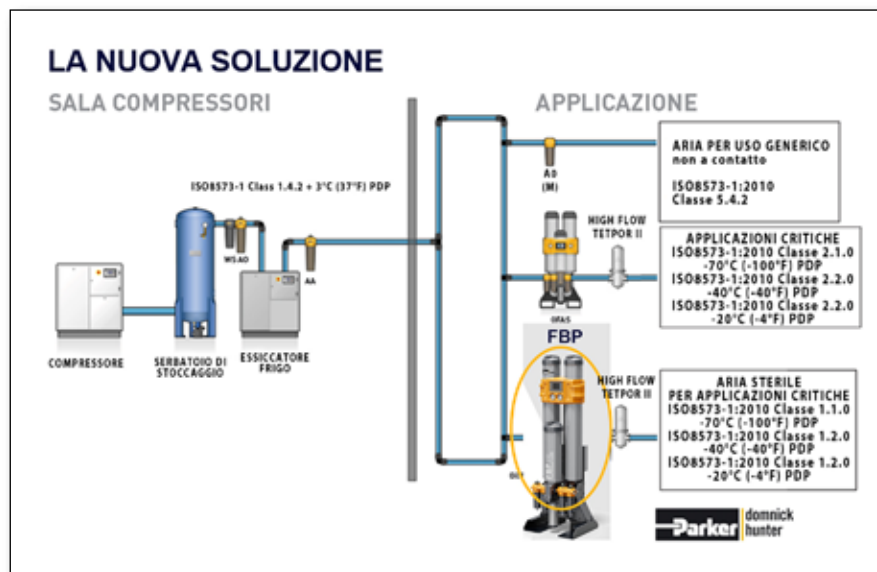 LA NUOVA SOLUZIONE
SALA COMPRESSORI
APPLICAZIONE
ISO8573-1 Class 1.4.2 + 3°C (37°F) PDP
WS AO
AA
COMPRESSORE
SERBATOIO DI
STOCCAGGIO
ESSICCATORE
FRIGO
AO
(M)
ARIA PER USO GENERICO
non a contatto
ISO8573-1:2010
Classe 5.4.2
HIGH FLOW
TETPOR II
OFAS
APPLICAZIONI CRITICHE
ISO8573-1:2010 Classe 2.1.0
-70°C (-100°F) PDP
ISO8573-1:2010 Classe 2.2.0
-40°C (-40°F) PDP
ISO8573-1:2010 Classe 2.2.0
-20°C (-4°F) PDP
FBP
HIGH FLOW
TETPOR II
ARIA STERILE
PER APPLICAZIONI CRITICHE
ISO8573-1:2010 Classe 1.1.0
-70°C (-100°F) PDP
ISO8573-1:2010 Classe 1.2.0
-40°C (-40°F) PDP
ISO8573-1:2010 Classe 1.2.0
-20°C (-4°F) PDP
Parker
domnick
hunter